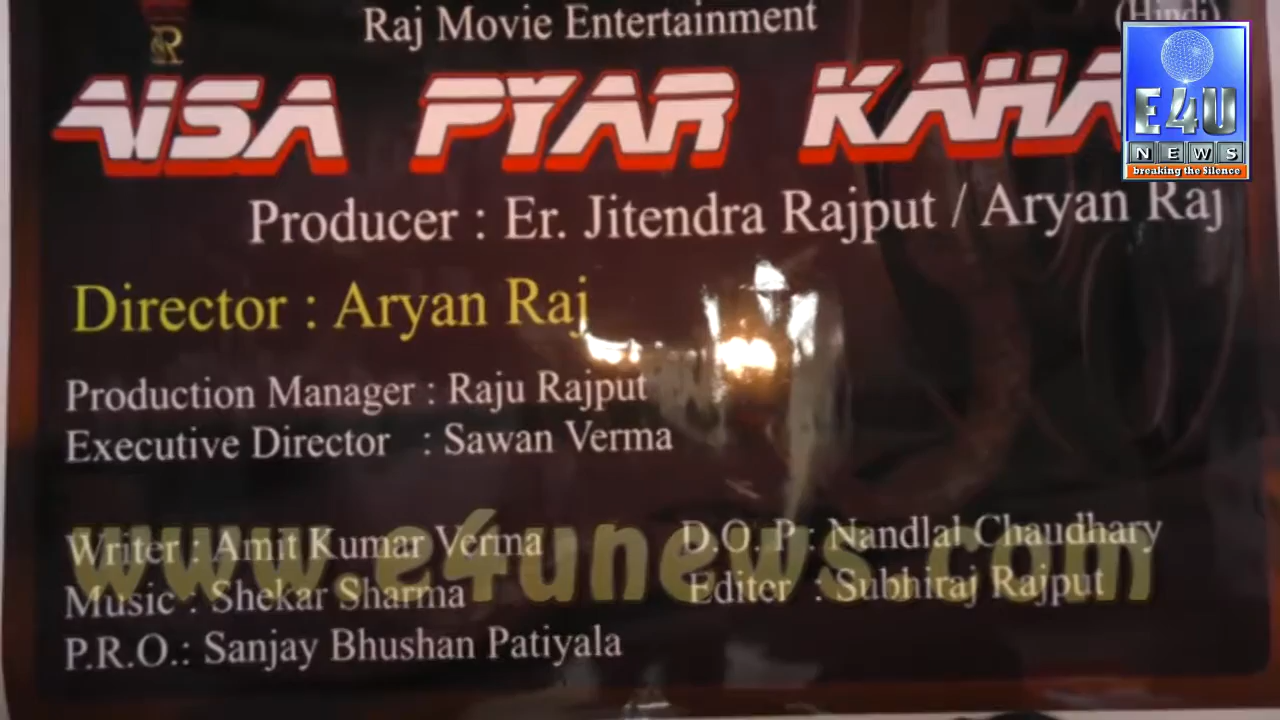 Raj Movie Entertainment
(Hindi)
R
AISA PYAR KAHA
E4U
NEWS
breaking the Silence
Producer : Er. Jitendra Rajput / Aryan Raj
Director : Aryan Raj
Production Manager : Raju Rajput
Executive Director : Sawan Verma
www.e4unews.com
Writer : Amit Kumar Verma
D.O. P : Nandlal Chaudhary
Music : Shekar Sharma
Editer : Subhiraj Rajput
P.R.O.: Sanjay Bhushan Patiyala